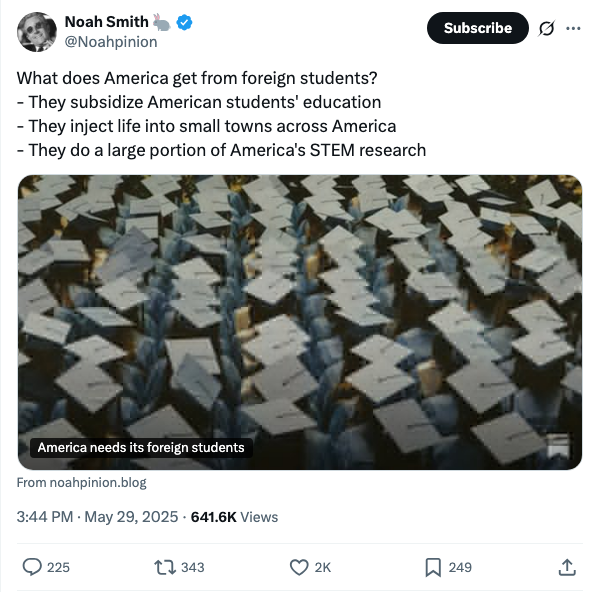 Noah Smith 🐇
@Noahpinion
Subscribe
What does America get from foreign students?
- They subsidize American students' education
- They inject life into small towns across America
- They do a large portion of America's STEM research
America needs its foreign students
From noahpinion.blog
3:44 PM · May 29, 2025 · 641.6K Views
225 343 2K 249